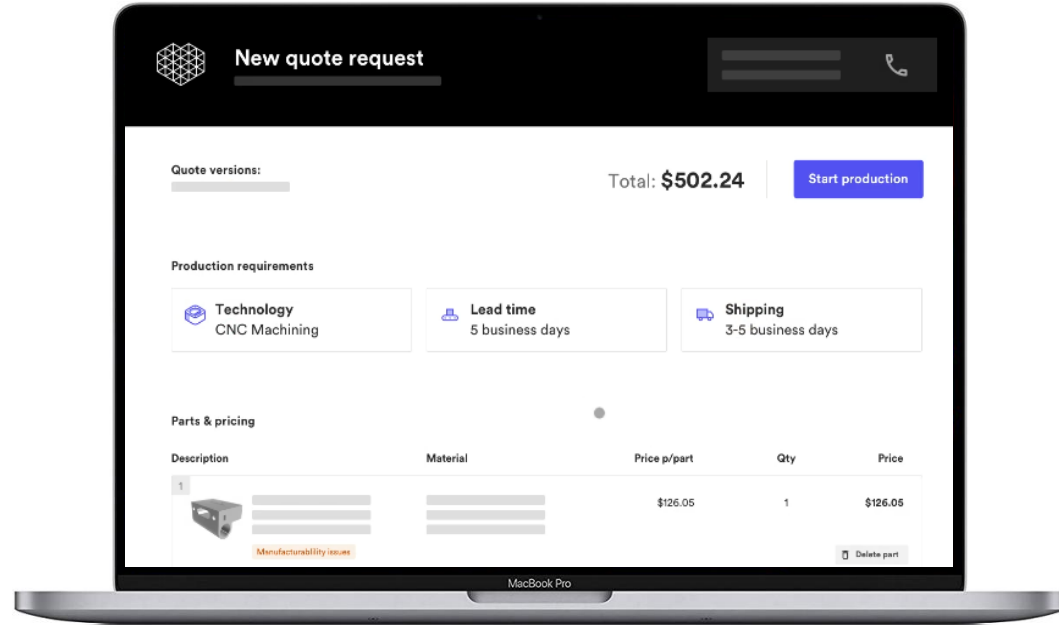 New quote request
Quote versions:
Total: $502.24
Start production
Production requirements
Technology
CNC Machining
Lead time
5 business days
Shipping
3-5 business days
Parts & pricing
Description Material Price p/part Qty Price
1
$126.05 1 $126.05
Manufacturablility issues
Delete part
MacBook Pro